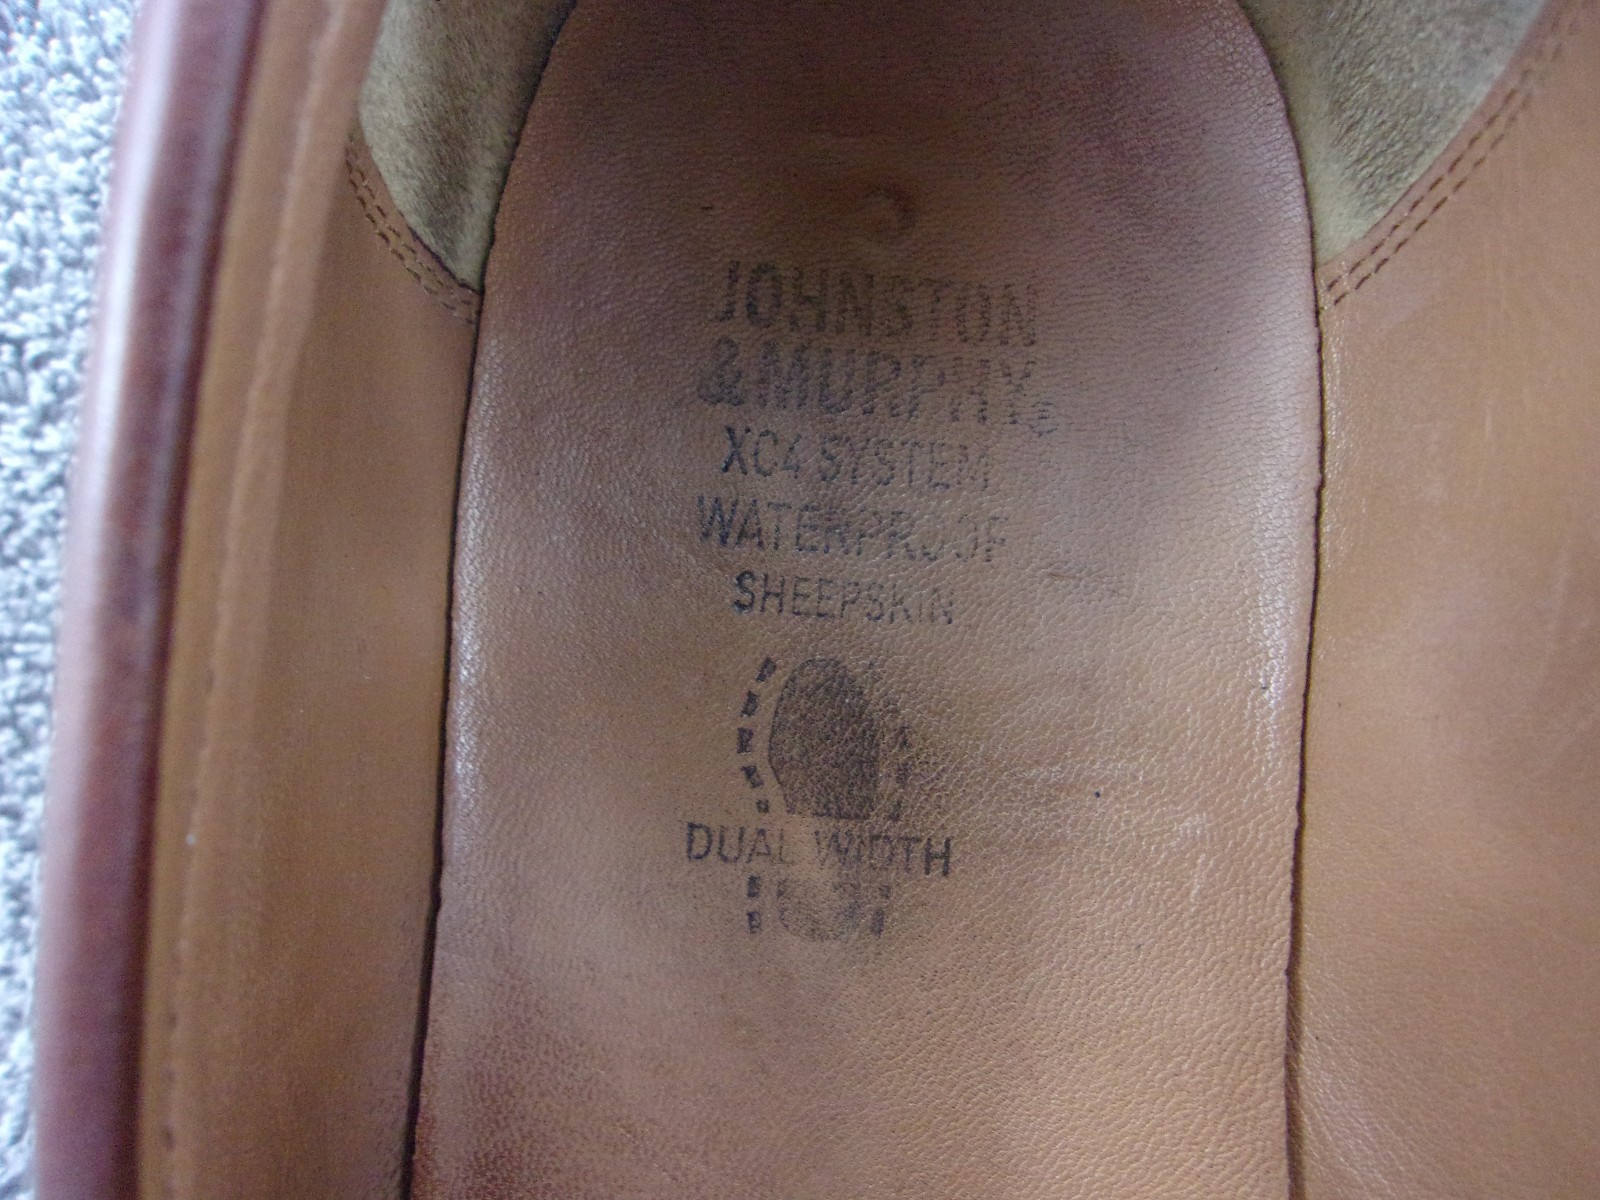 JOHNSTON
&MURPHY®
XC4 SYSTEM
WATERPROOF
SHEEPSKIN
DUAL WIDTH